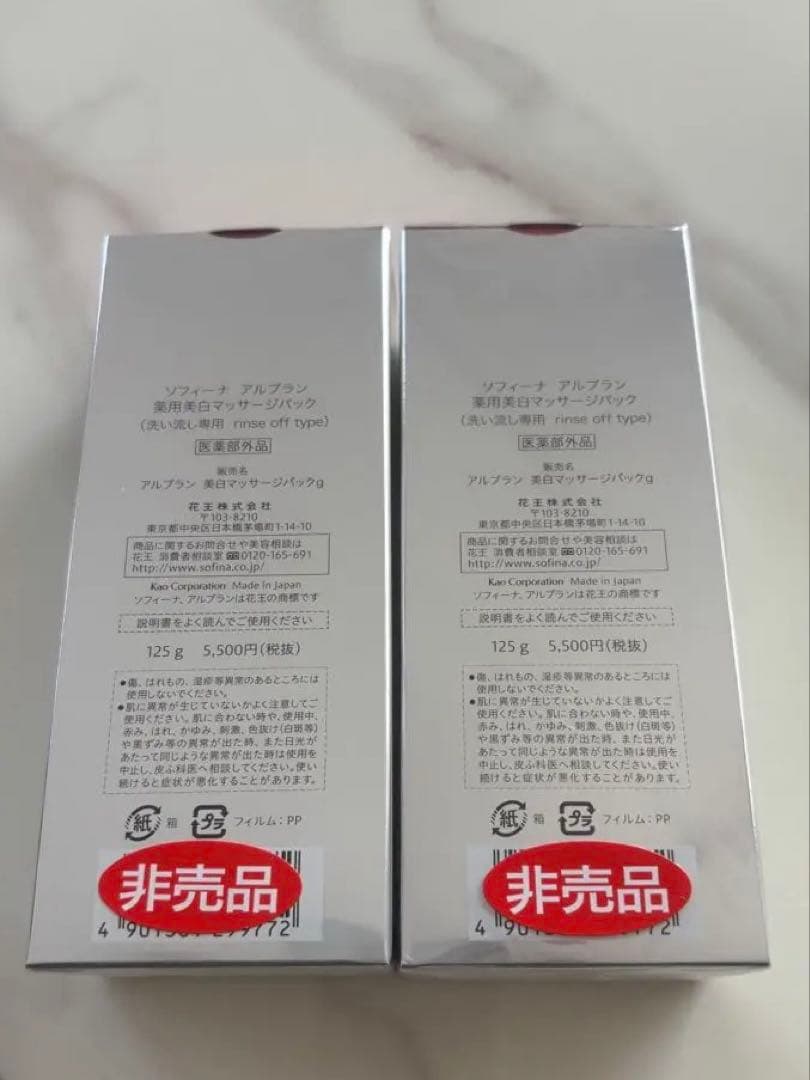 ソフィーナ アルブラン
薬用美白マッサージパック
(洗い流し専用 rinse off type)
医薬部外品
販売名
アルブラン 美白マッサージパックg
花王株式会社
〒103-8210
東京都中央区日本橋茅場町1-14-10
商品に関するお問合せや美容相談は
花王 消費者相談室 0120-165-691
http://www.sofina.co.jp/
Kao Corporation Made in Japan
ソフィーナ、アルブランは花王の商標です
説明書をよく読んでご使用ください
125g 5,500円(税抜)
●傷、はれもの、湿疹等異常のあるところには
使用しないでください。
●肌に異常が生じていないかよく注意してご
使用ください。肌に合わない時や、使用中、
赤み、はれ、かゆみ、刺激、色抜け(白斑等)
や黒ずみ等の異常が出た時、また日光が
あたって同じような異常が出た時は使用を
中止し、皮ふ科医へ相談してください。使い
続けると症状が悪化することがあります。
紙 箱 プラ フィルム:PP
非売品
ソフィーナ アルブラン
薬用美白マッサージパック
(洗い流し専用 rinse off type)
医薬部外品
販売名
アルブラン 美白マッサージパックg
花王株式会社
〒103-8210
東京都中央区日本橋茅場町1-14-10
商品に関するお問合せや美容相談は
花王 消費者相談室 0120-165-691
http://www.sofina.co.jp/
Kao Corporation Made in Japan
ソフィーナ、アルブランは花王の商標です
説明書をよく読んでご使用ください
125g 5,500円(税抜)
●傷、はれもの、湿疹等異常のあるところには
使用しないでください。
●肌に異常が生じていないかよく注意してご
使用ください。肌に合わない時や、使用中、
赤み、はれ、かゆみ、刺激、色抜け(白斑等)
や黒ずみ等の異常が出た時、また日光が
あたって同じような異常が出た時は使用を
中止し、皮ふ科医へ相談してください。使い
続けると症状が悪化することがあります。
紙 箱 プラ フィルム:PP
非売品